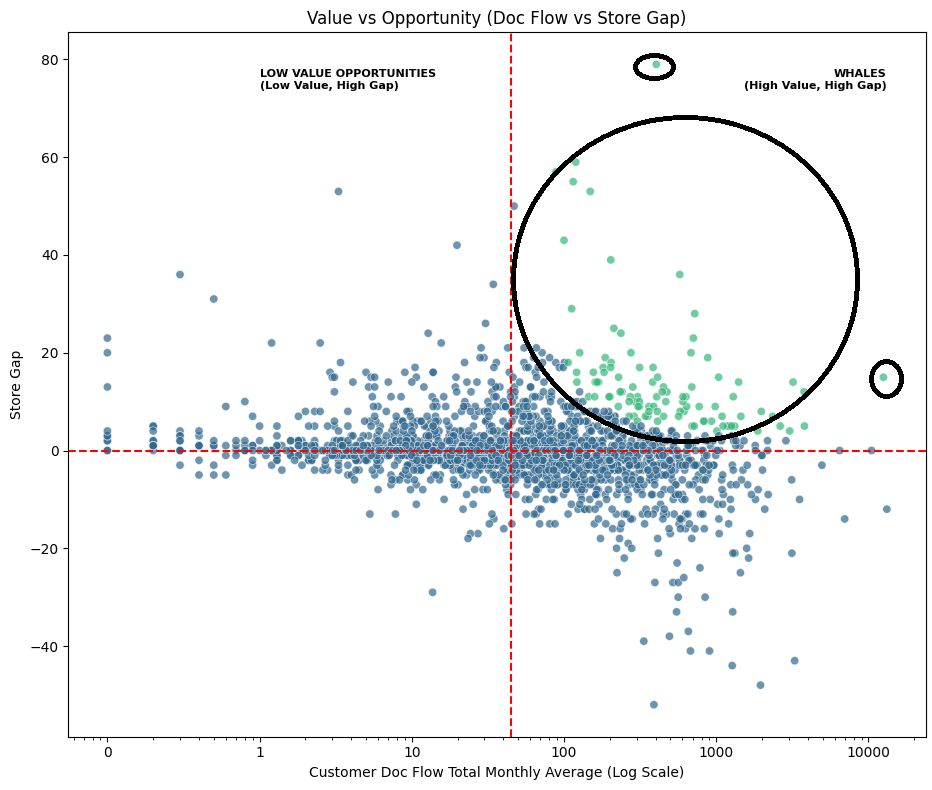 Value vs Opportunity (Doc Flow vs Store Gap)
LOW VALUE OPPORTUNITIES
(Low Value, High Gap)
WHALES
(High Value, High Gap)
Store Gap
80
60
40
20
0
−20
−40
0 1 10 100 1000 10000
Customer Doc Flow Total Monthly Average (Log Scale)